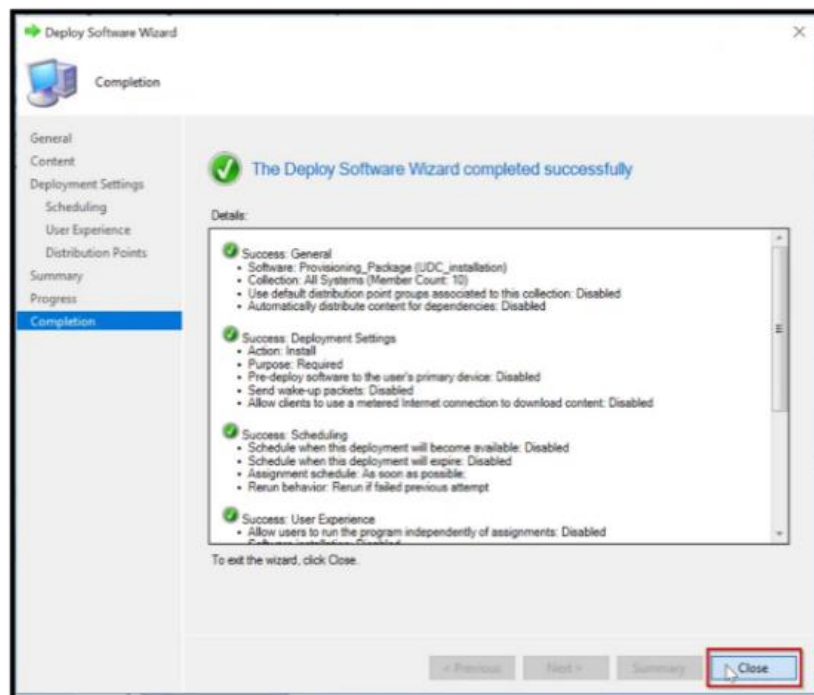 Deploy Software Wizard
Completion
General
Content
Deployment Settings
Scheduling
User Experience
Distribution Points
Summary
Progress
Completion
The Deploy Software Wizard completed successfully
Details:
Success: General
• Software: Provisioning_Package (UDC_installation)
• Collection: All Systems (Member Count: 10)
• Use default distribution point groups associated to this collection: Disabled
• Automatically distribute content for dependencies: Disabled
Success: Deployment Settings
• Action: Install
• Purpose: Required
• Pre-deploy software to the user's primary device: Disabled
• Send wake-up packets: Disabled
• Allow clients to use a metered Internet connection to download content: Disabled
Success: Scheduling
• Schedule when this deployment will become available: Disabled
• Schedule when this deployment will expire: Disabled
• Assignment schedule: As soon as possible;
• Rerun behavior: Rerun if failed previous attempt
Success: User Experience
• Allow users to run the program independently of assignments: Disabled
• Software installation: Disabled
To exit the wizard, click Close.
< Previous
Next >
Summary
Close